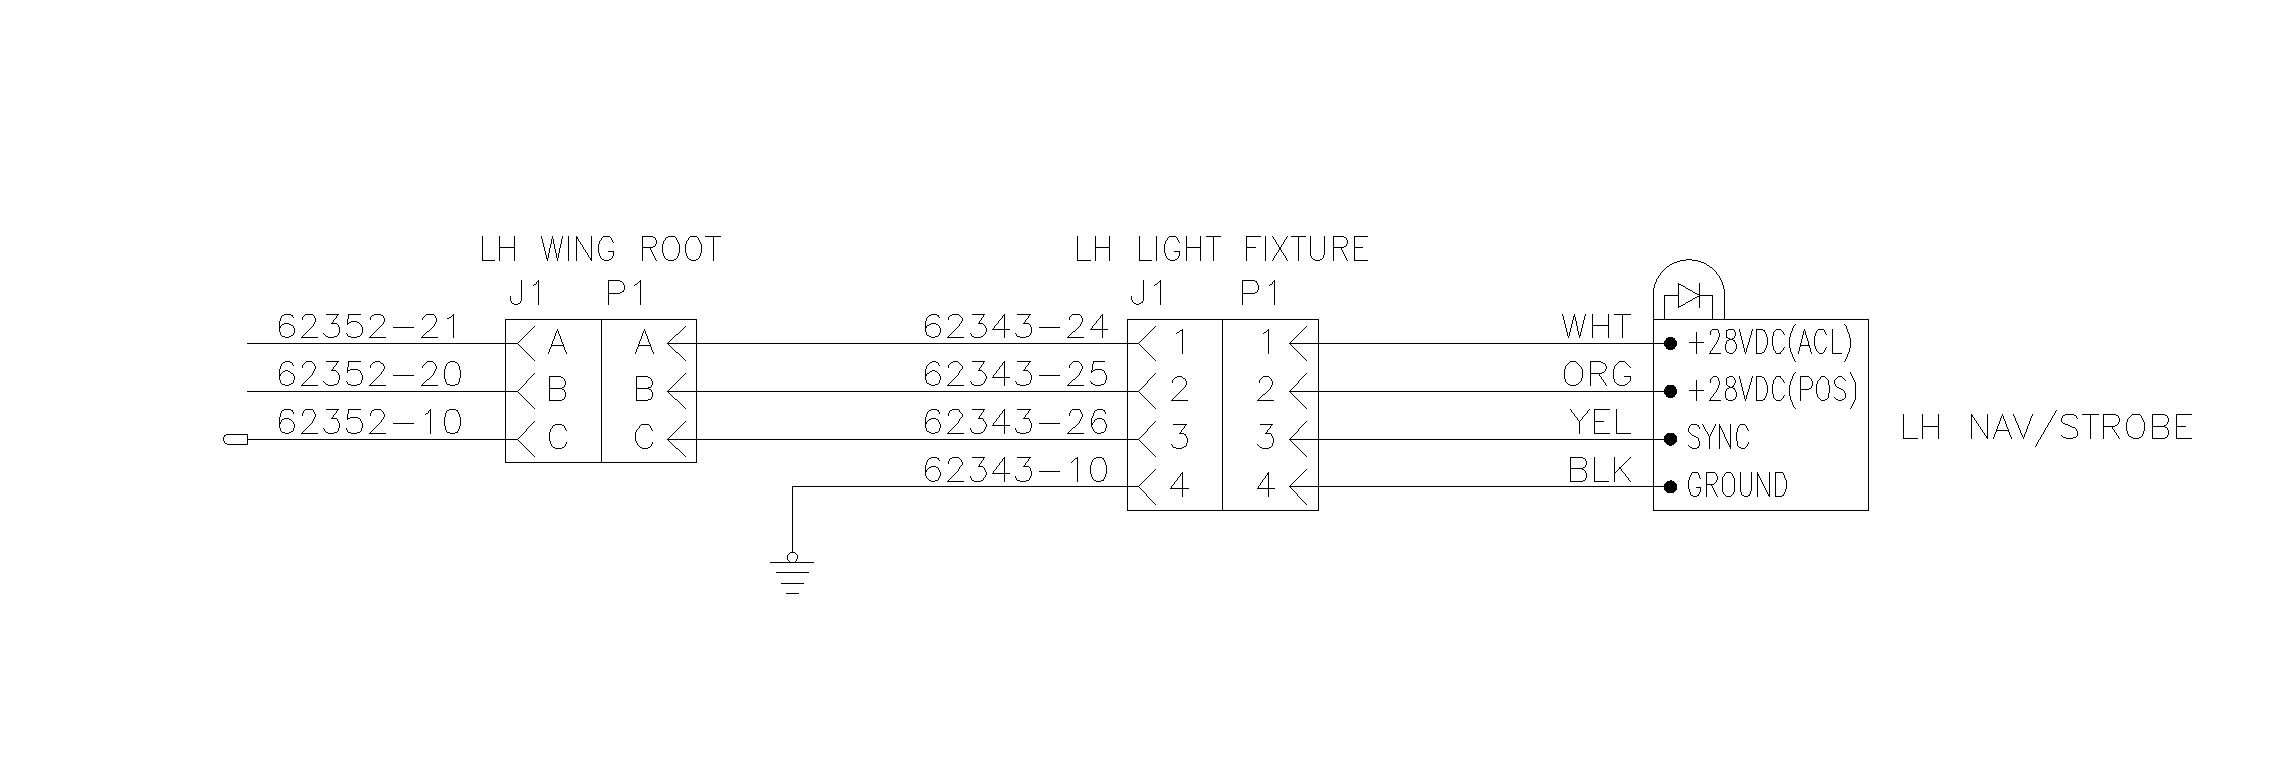 LH WING ROOT
LH LIGHT FIXTURE
J1 P1
J1 P1
62352-21 A A 62343-24 1 1 WHT +28VDC(ACL)
62352-20 B B 62343-25 2 2 ORG +28VDC(POS)
62352-10 C C 62343-26 3 3 YEL SYNC
LH NAV/STROBE
62343-10 4 4 BLK GROUND